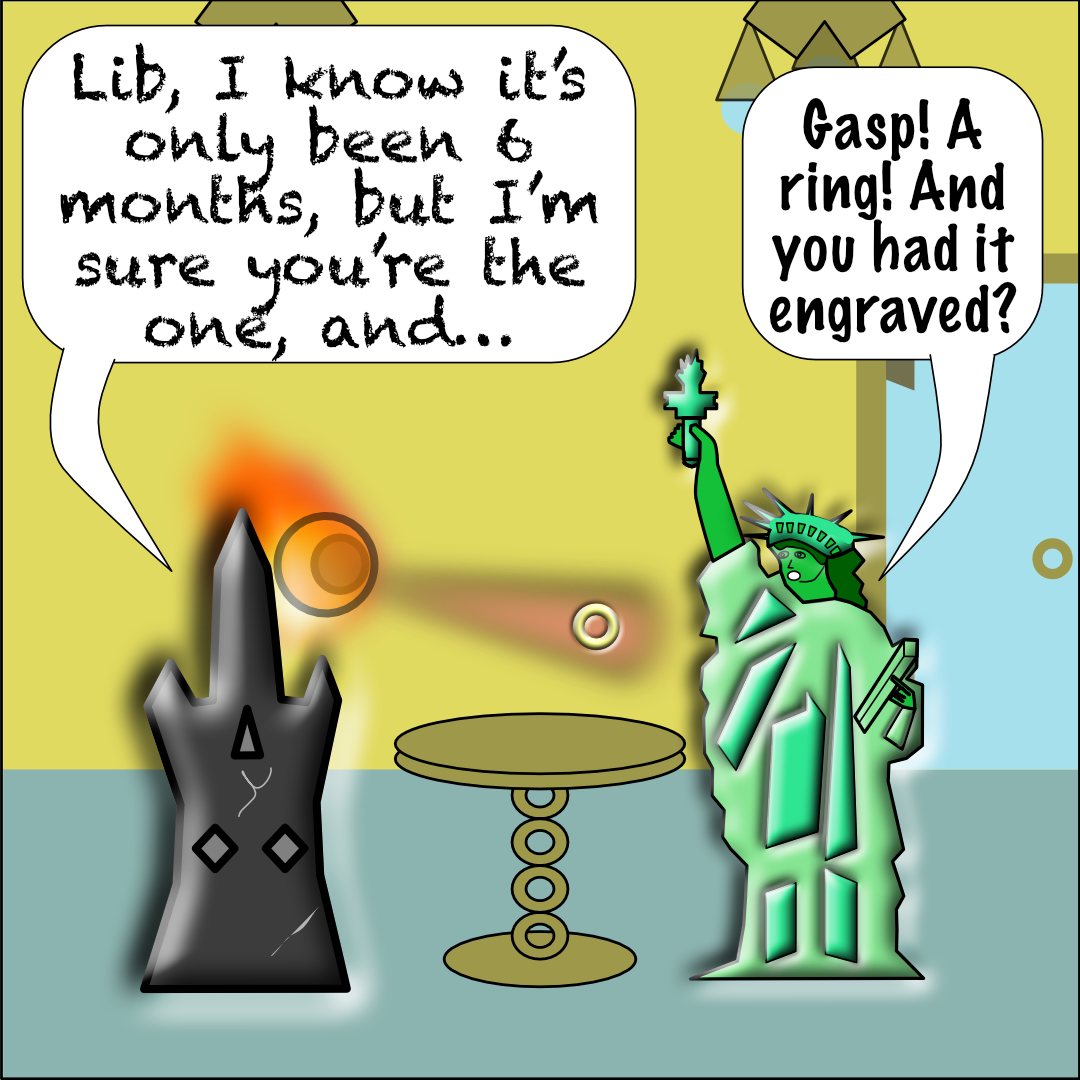 Lib, I know it's
only been 6
months, but I'm
sure you're the
one, and...
Gasp! A
ring! And
you had it
engraved?